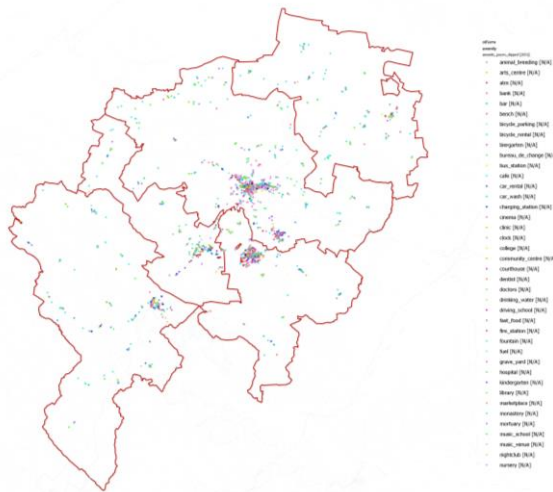 amenity
animal_breeding [N/A]
arts_centre [N/A]
atm [N/A]
bank [N/A]
bar [N/A]
bench [N/A]
bicycle_parking [N/A]
bicycle_rental [N/A]
biergarten [N/A]
bureau_de_change [N/
bus_station [N/A]
cafe [N/A]
car_rental [N/A]
car_wash [N/A]
charging_station [N/A]
cinema [N/A]
clinic [N/A]
clock [N/A]
college [N/A]
community_centre [N/A
courthouse [N/A]
dentist [N/A]
doctors [N/A]
drinking_water [N/A]
driving_school [N/A]
fast_food [N/A]
fire_station [N/A]
fountain [N/A]
fuel [N/A]
grave_yard [N/A]
hospital [N/A]
kindergarten [N/A]
library [N/A]
marketplace [N/A]
monastery [N/A]
mortuary [N/A]
music_school [N/A]
music_venue [N/A]
nightclub [N/A]
nursery [N/A]